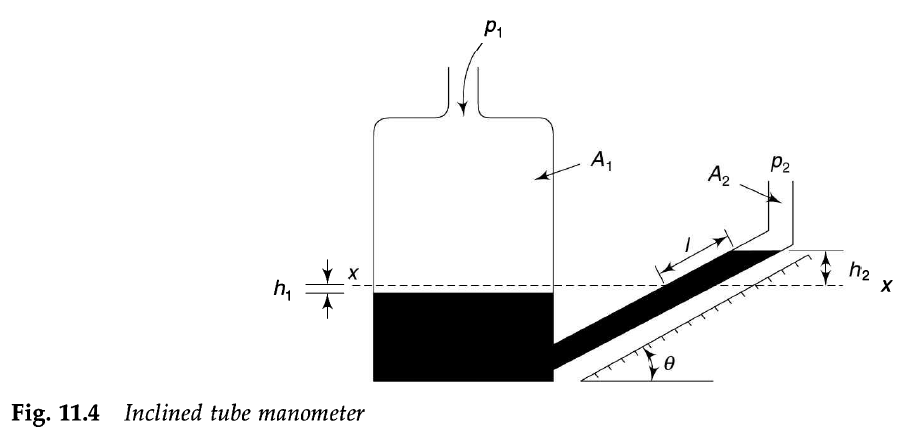 p₁
A₁
A₂
p₂
l
h₁
x
h₂
x
θ
Fig. 11.4 Inclined tube manometer